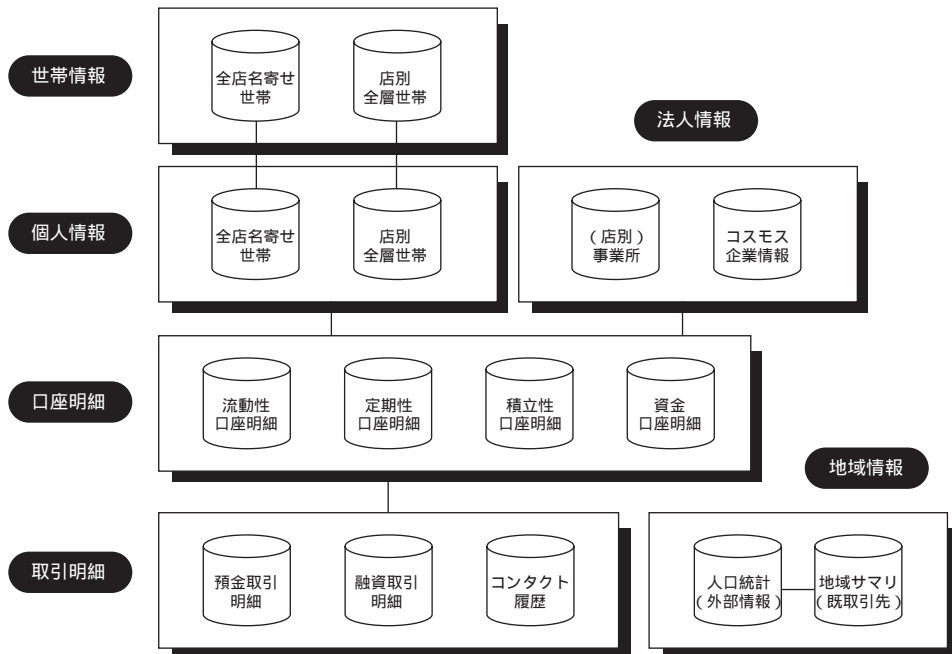 世帯情報
全店名寄せ
世帯
店別
全層世帯
法人情報
個人情報
全店名寄せ
世帯
店別
全層世帯
(店別)
事業所
コスモス
企業情報
口座明細
流動性
口座明細
定期性
口座明細
積立性
口座明細
資金
口座明細
地域情報
取引明細
預金取引
明細
融資取引
明細
コンタクト
履歴
人口統計
(外部情報)
地域サマリ
(既取引先)